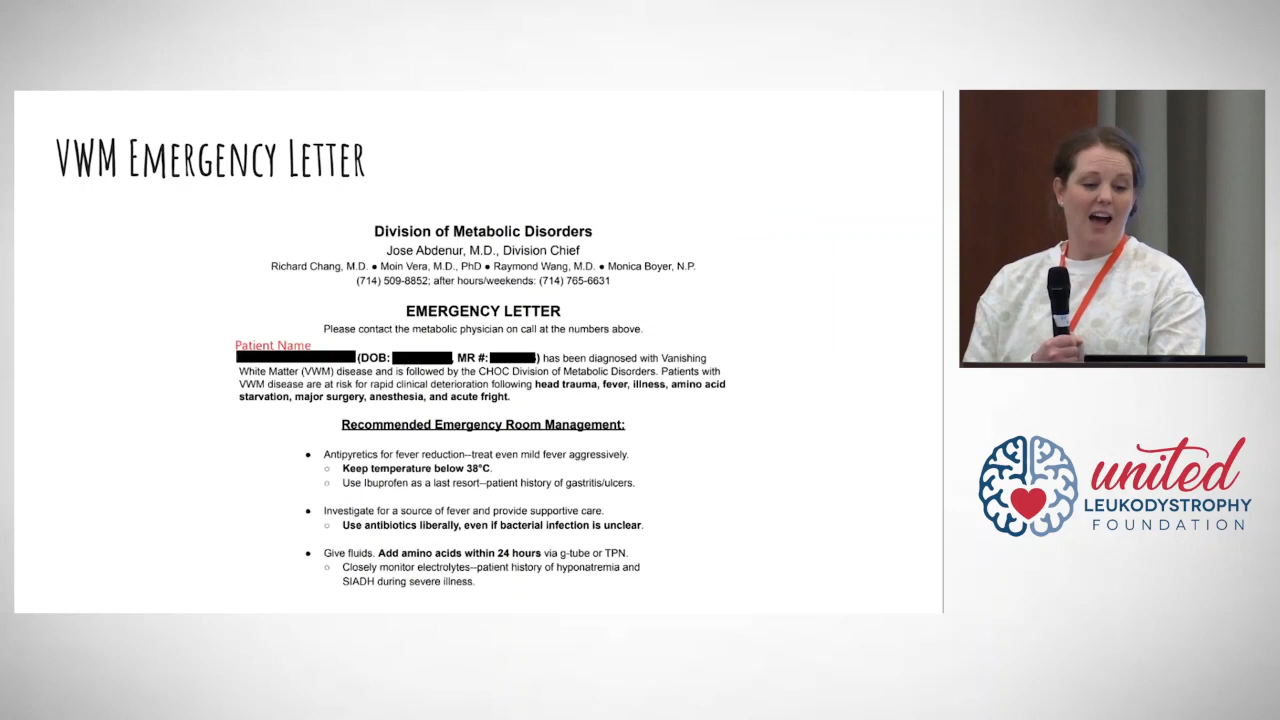 VWM Emergency Letter
Division of Metabolic Disorders
Jose Abdenur, M.D., Division Chief
Richard Chang, M.D. ● Moin Vera, M.D., PhD ● Raymond Wang, M.D. ● Monica Boyer, N.P.
(714) 509-8852; after hours/weekends: (714) 765-6631
EMERGENCY LETTER
Please contact the metabolic physician on call at the numbers above.
Patient Name
(DOB: , MR #: ) has been diagnosed with Vanishing
White Matter (VWM) disease and is followed by the CHOC Division of Metabolic Disorders. Patients with
VWM disease are at risk for rapid clinical deterioration following head trauma, fever, illness, amino acid
starvation, major surgery, anesthesia, and acute fright.
Recommended Emergency Room Management:
● Antipyretics for fever reduction--treat even mild fever aggressively.
○ Keep temperature below 38°C.
○ Use Ibuprofen as a last resort--patient history of gastritis/ulcers.
● Investigate for a source of fever and provide supportive care.
○ Use antibiotics liberally, even if bacterial infection is unclear.
● Give fluids. Add amino acids within 24 hours via g-tube or TPN.
○ Closely monitor electrolytes--patient history of hyponatremia and
SIADH during severe illness.
united
LEUKODYSTROPHY
FOUNDATION